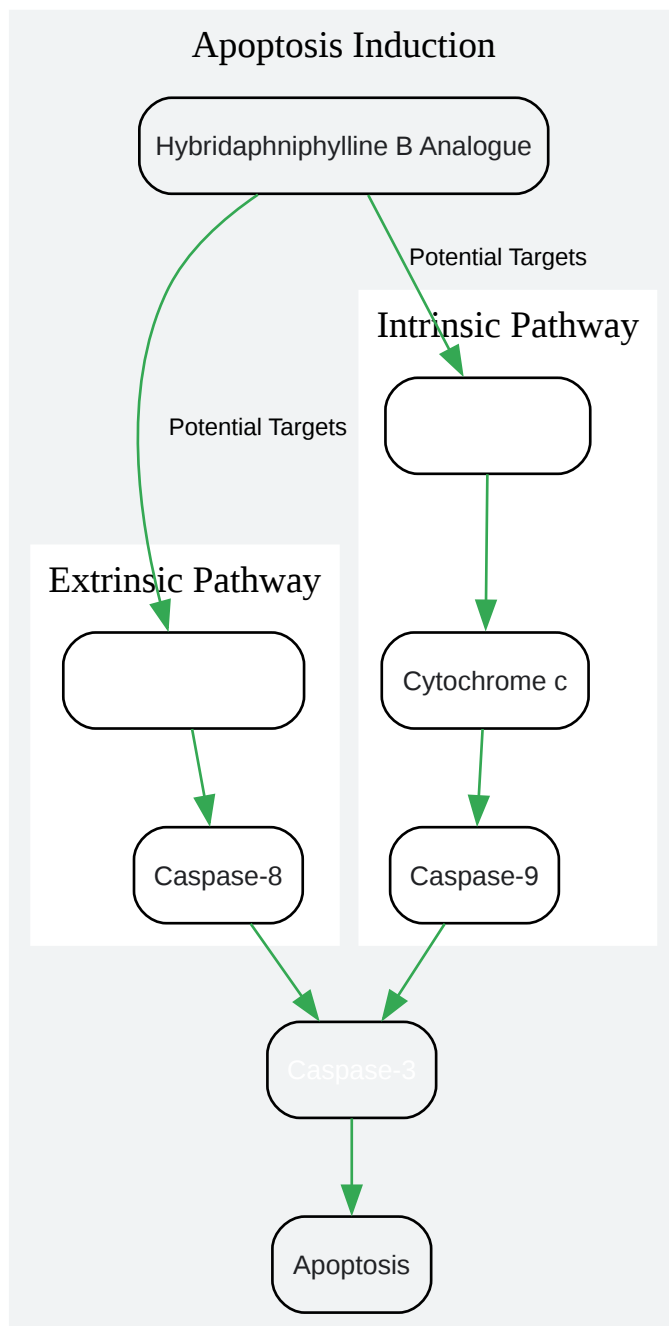 Apoptosis Induction
Hybridaphniphylline B Analogue
Potential Targets
Intrinsic Pathway
Potential Targets
Extrinsic Pathway
Cytochrome c
Caspase-8
Caspase-9
Caspase-3
Apoptosis